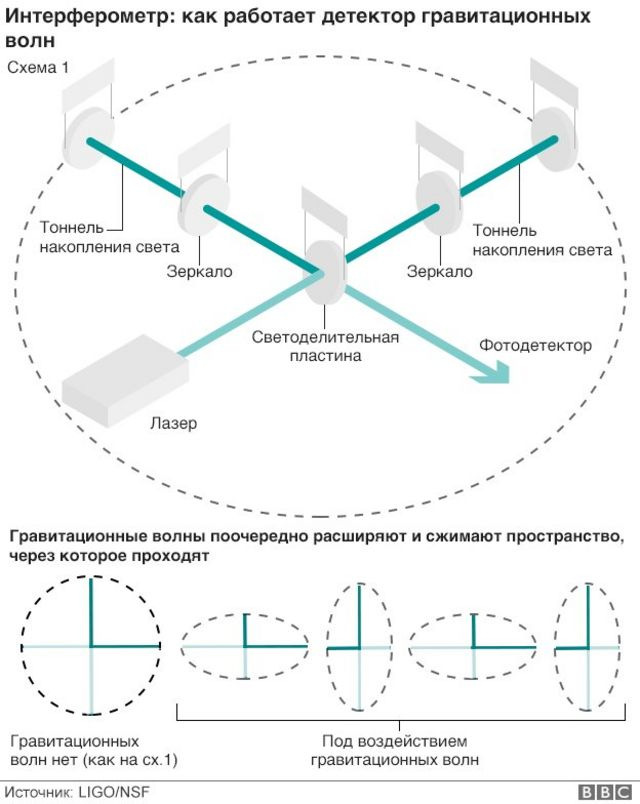 Интерферометр: как работает детектор гравитационных
волн
Схема 1
Тоннель
накопления света
Зеркало
Тоннель
накопления света
Зеркало
Светоделительная
пластина
Фотодетектор
Лазер
Гравитационные волны поочередно расширяют и сжимают пространство,
через которое проходят
Гравитационных
волн нет (как на сх.1)
Под воздействием
гравитационных волн
Источник: LIGO/NSF
BBC